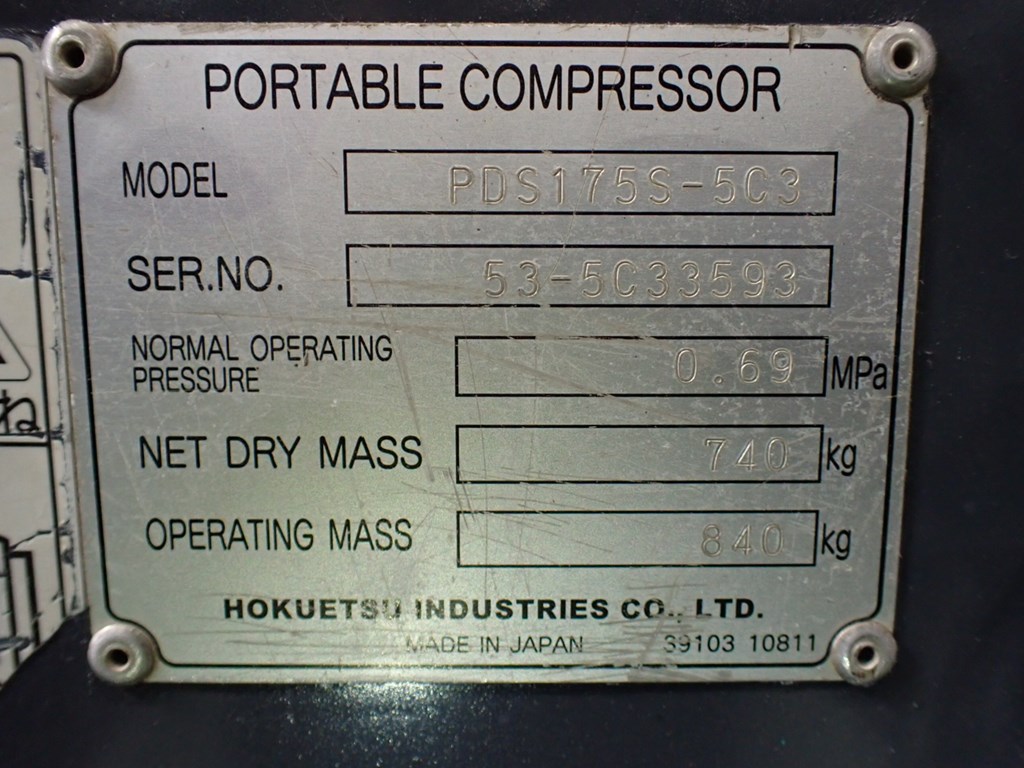 PORTABLE COMPRESSOR
MODEL PDS175S-5C3
SER.NO. 53-5C33593
NORMAL OPERATING
PRESSURE 0.69 MPa
NET DRY MASS 740 kg
OPERATING MASS 840 kg
HOKUETSU INDUSTRIES CO., LTD.
MADE IN JAPAN 39103 10811